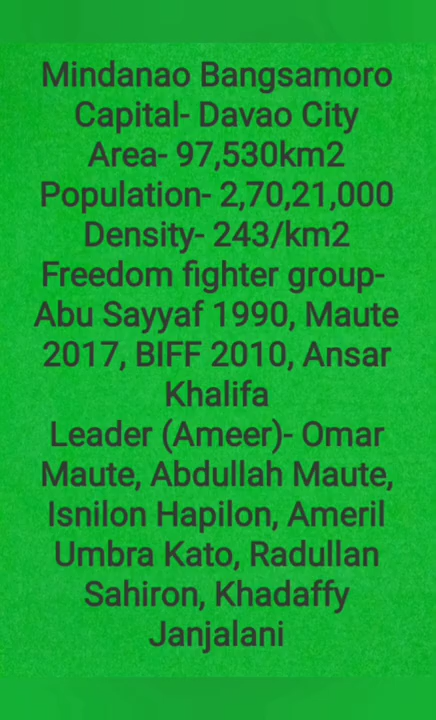 Mindanao Bangsamoro
Capital- Davao City
Area- 97,530km2
Population- 2,70,21,000
Density- 243/km2
Freedom fighter group-
Abu Sayyaf 1990, Maute
2017, BIFF 2010, Ansar
Khalifa
Leader (Ameer)- Omar
Maute, Abdullah Maute,
Isnilon Hapilon, Ameril
Umbra Kato, Radullan
Sahiron, Khadaffy
Janjalani